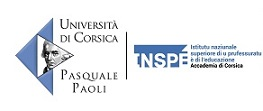 UNIVERSITÀ
DI CORSICA
PASQUALE
PAOLI
INSPÉ
Istitutu naziunale
superiore di u prufessuratu
è di l'educazione
Accademia di Corsica